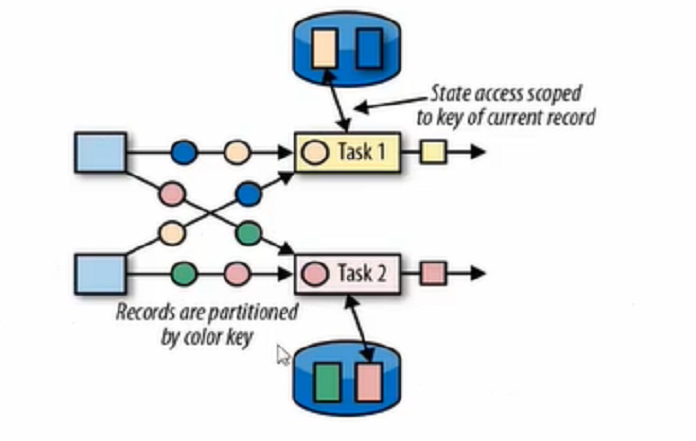 State access scoped
to key of current record
Task 1
Task 2
Records are partitioned
by color key